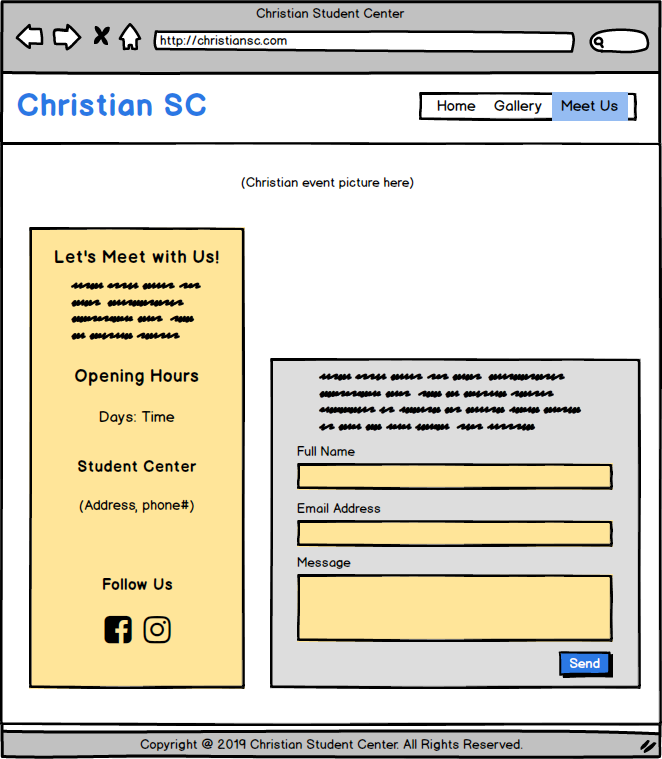 Christian Student Center
http://christiansc.com
Christian SC
Home Gallery Meet Us
(Christian event picture here)
Let's Meet with Us!
Opening Hours
Days: Time
Student Center
(Address, phone#)
Follow Us
Full Name
Email Address
Message
Send
Copyright @ 2019 Christian Student Center. All Rights Reserved.